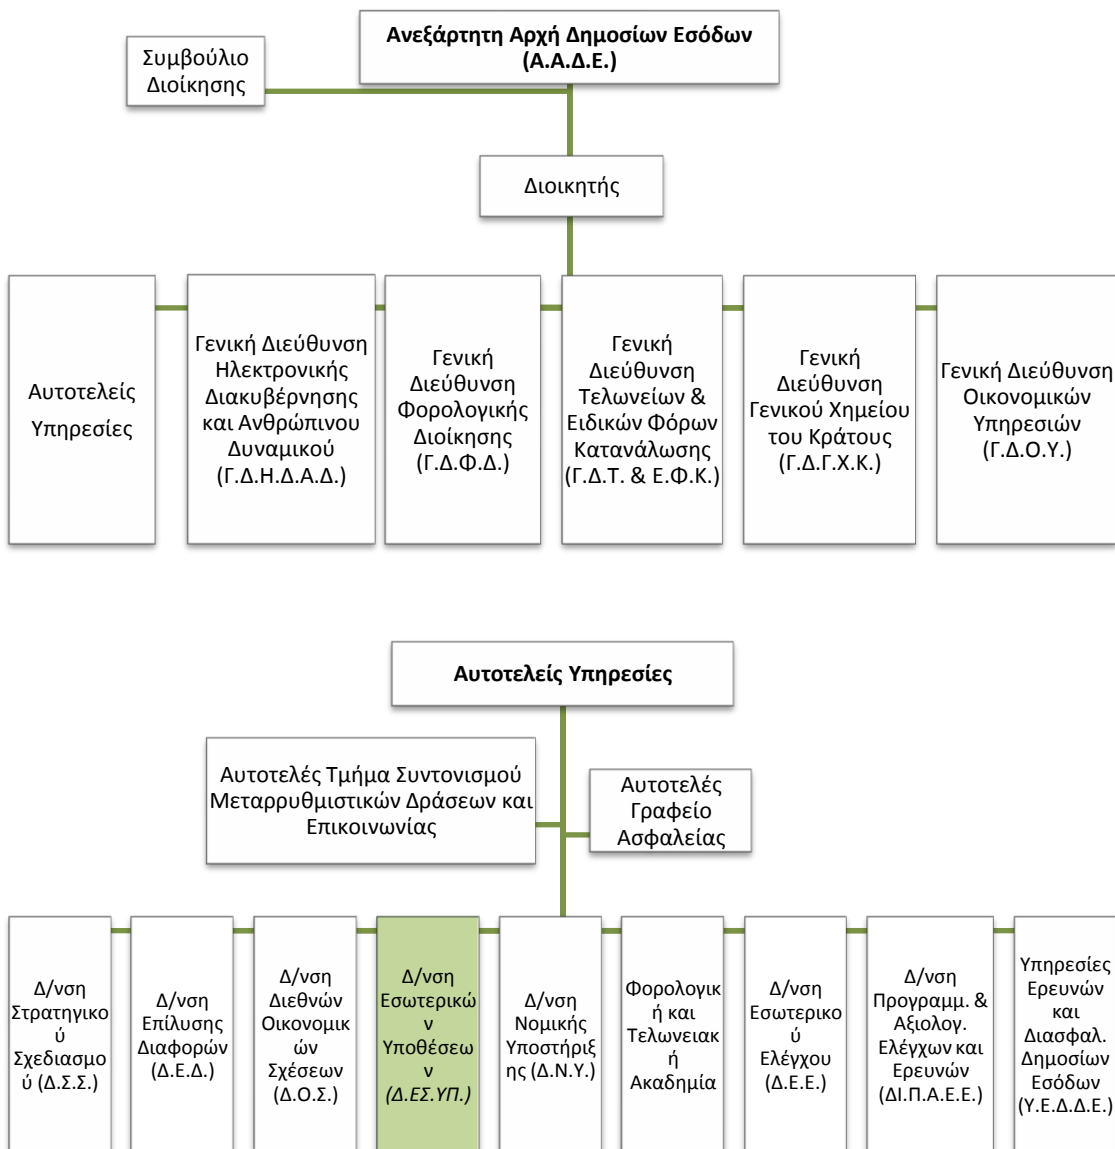 Ανεξάρτητη Αρχή Δημοσίων Εσόδων
(Α.Α.Δ.Ε.)
Συμβούλιο
Διοίκησης
Διοικητής
Αυτοτελείς
Υπηρεσίες
Γενική Διεύθυνση
Ηλεκτρονικής
Διακυβέρνησης
και Ανθρώπινου
Δυναμικού
(Γ.Δ.Η.Δ.Α.Δ.)
Γενική
Διεύθυνση
Φορολογικής
Διοίκησης
(Γ.Δ.Φ.Δ.)
Γενική
Διεύθυνση
Τελωνείων &
Ειδικών Φόρων
Κατανάλωσης
(Γ.Δ.Τ. & Ε.Φ.Κ.)
Γενική
Διεύθυνση
Γενικού Χημείου
του Κράτους
(Γ.Δ.Γ.Χ.Κ.)
Γενική Διεύθυνση
Οικονομικών
Υπηρεσιών
(Γ.Δ.Ο.Υ.)
Αυτοτελείς Υπηρεσίες
Αυτοτελές Τμήμα Συντονισμού
Μεταρρυθμιστικών Δράσεων και
Επικοινωνίας
Αυτοτελές
Γραφείο
Ασφαλείας
Δ/νση
Στρατηγικο
ύ
Σχεδιασμο
ύ (Δ.Σ.Σ.)
Δ/νση
Επίλυσης
Διαφορών
(Δ.Ε.Δ.)
Δ/νση
Διεθνών
Οικονομικ
ών
Σχέσεων
(Δ.Ο.Σ.)
Δ/νση
Εσωτερικώ
ν
Υποθέσεω
ν
(Δ.ΕΣ.ΥΠ.)
Δ/νση
Νομικής
Υποστήριξ
ης (Δ.Ν.Υ.)
Φορολογικ
ή και
Τελωνειακ
ή
Ακαδημία
Δ/νση
Εσωτερικο
ύ
Ελέγχου
(Δ.Ε.Ε.)
Δ/νση
Προγραμμ. &
Αξιολογ.
Ελέγχων και
Ερευνών
(ΔΙ.Π.Α.Ε.Ε.)
Υπηρεσίες
Ερευνών
και
Διασφαλ.
Δημοσίων
Εσόδων
(Υ.Ε.Δ.Δ.Ε.)